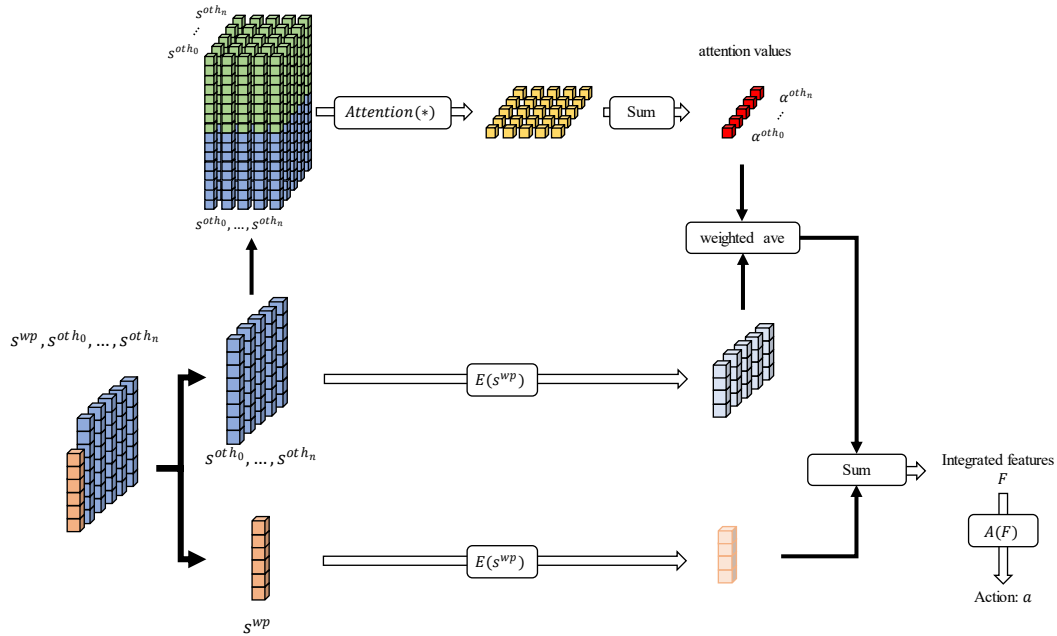 s^{oth_n}
⋰
s^{oth_0}
attention values
Attention(∗)
Sum
α^{oth_n}
⋰
α^{oth_0}
s^{oth_0}, …, s^{oth_n}
weighted ave
s^{wp}, s^{oth_0}, …, s^{oth_n}
E(s^{wp})
s^{oth_0}, …, s^{oth_n}
Sum
Integrated features
F
A(F)
E(s^{wp})
Action: a
s^{wp}